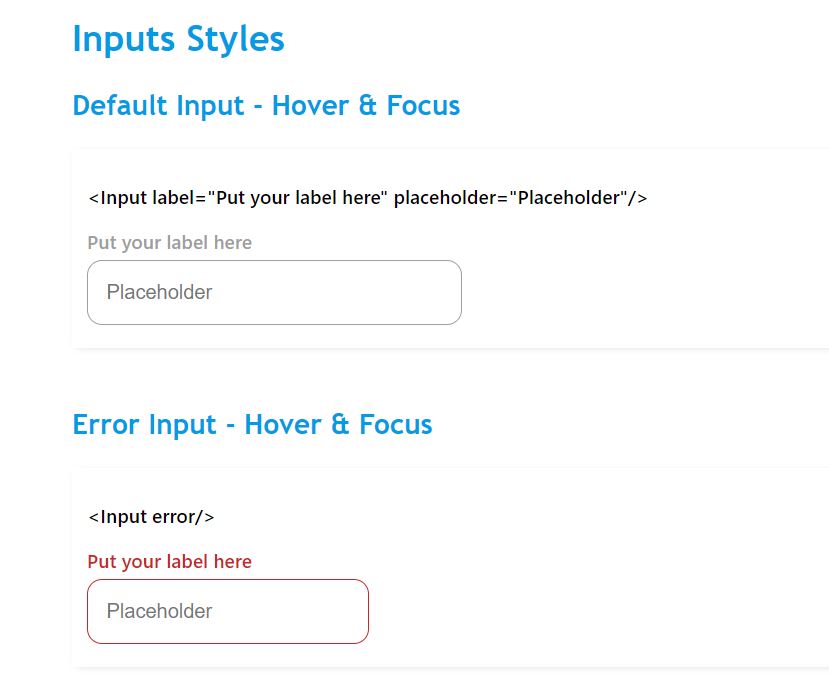 Inputs Styles
Default Input - Hover & Focus
<Input label="Put your label here" placeholder="Placeholder"/>
Put your label here
Placeholder
Error Input - Hover & Focus
<Input error/>
Put your label here
Placeholder